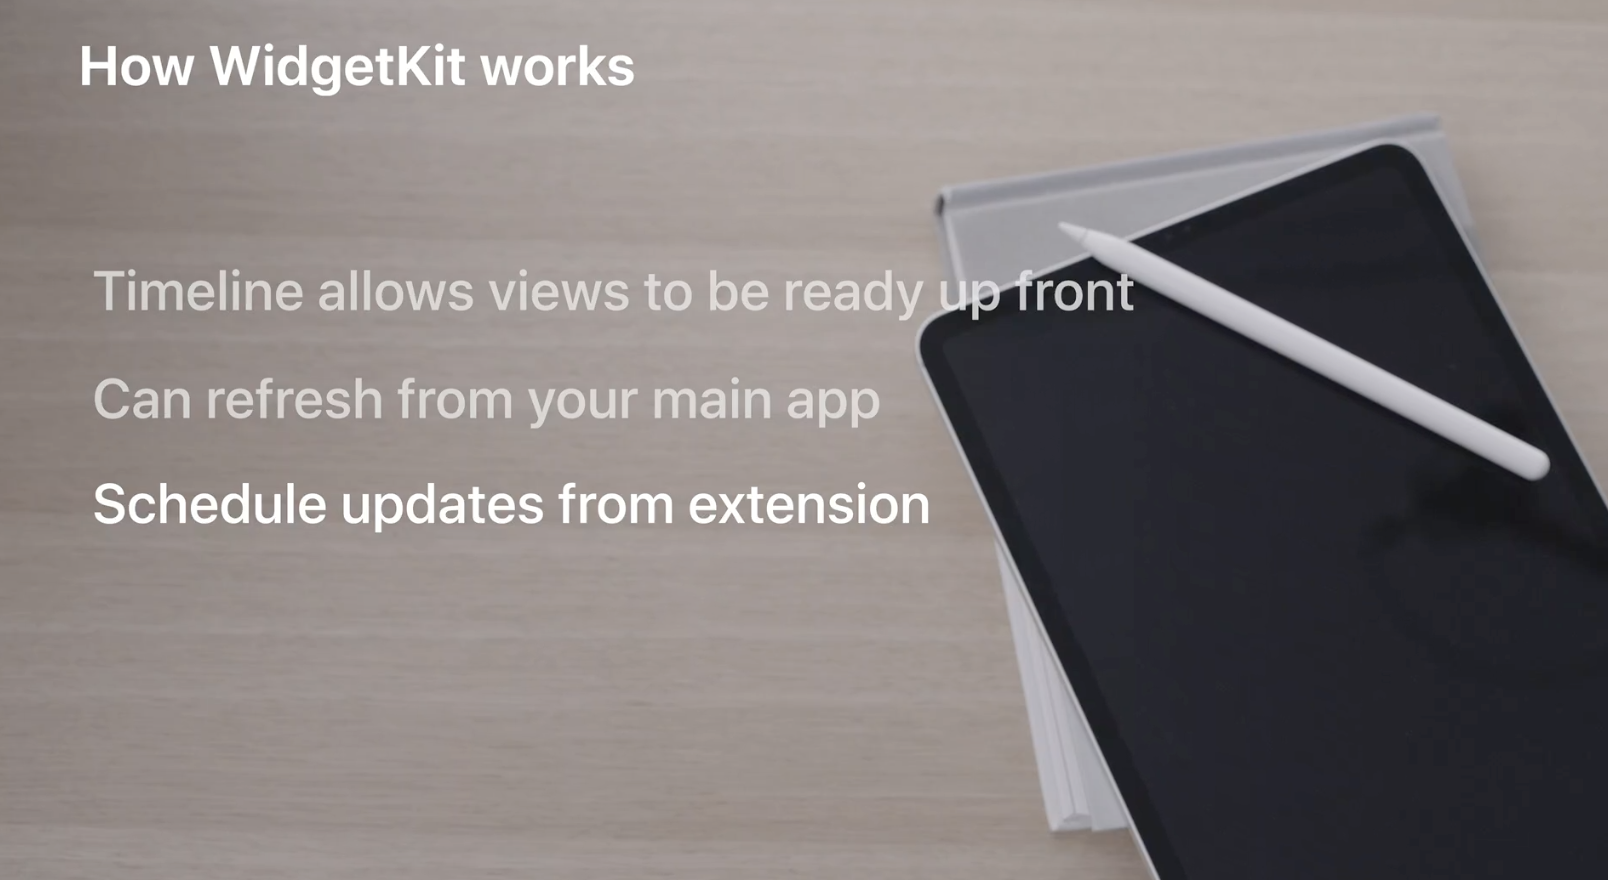 How WidgetKit works
Timeline allows views to be ready up front
Can refresh from your main app
Schedule updates from extension